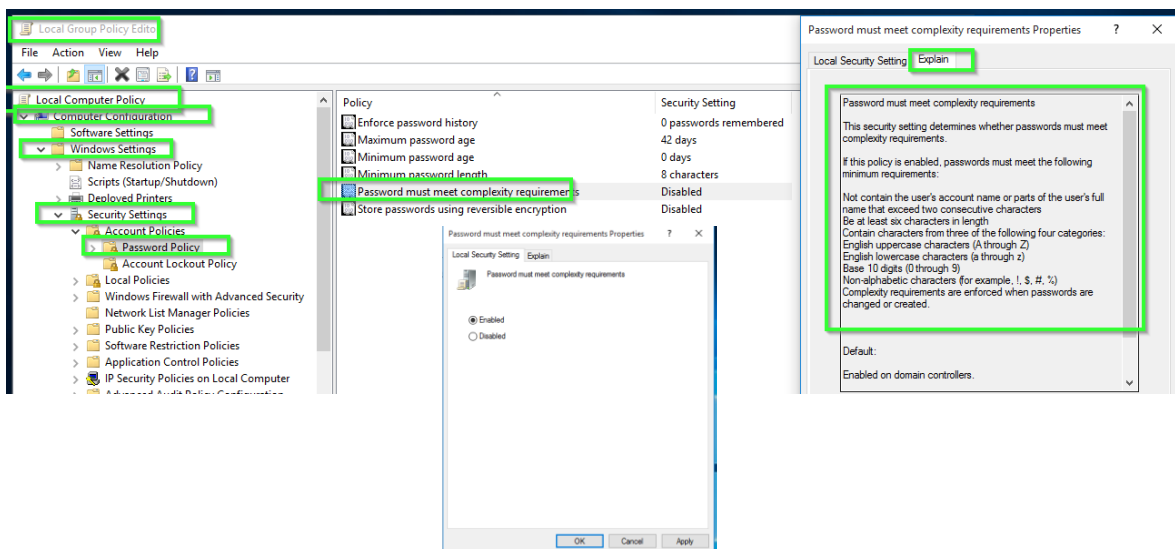 Local Group Policy Edito
File Action View Help
Local Computer Policy
Computer Configuration
Software Settings
Windows Settings
Name Resolution Policy
Scripts (Startup/Shutdown)
Deployed Printers
Security Settings
Account Policies
Password Policy
Account Lockout Policy
Local Policies
Windows Firewall with Advanced Security
Network List Manager Policies
Public Key Policies
Software Restriction Policies
Application Control Policies
IP Security Policies on Local Computer
Advanced Audit Policy Configuration
Policy Security Setting
Enforce password history 0 passwords remembered
Maximum password age 42 days
Minimum password age 0 days
Minimum password length 8 characters
Password must meet complexity requirements Disabled
Store passwords using reversible encryption Disabled
Password must meet complexity requirements Properties ? X
Local Security Setting Explain
Password must meet complexity requirements
Enabled
Disabled
OK Cancel Apply
Password must meet complexity requirements Properties ? X
Local Security Setting Explain
Password must meet complexity requirements
This security setting determines whether passwords must meet
complexity requirements.
If this policy is enabled, passwords must meet the following
minimum requirements:
Not contain the user's account name or parts of the user's full
name that exceed two consecutive characters
Be at least six characters in length
Contain characters from three of the following four categories:
English uppercase characters (A through Z)
English lowercase characters (a through z)
Base 10 digits (0 through 9)
Non-alphabetic characters (for example, !, $, #, %)
Complexity requirements are enforced when passwords are
changed or created.
Default:
Enabled on domain controllers.